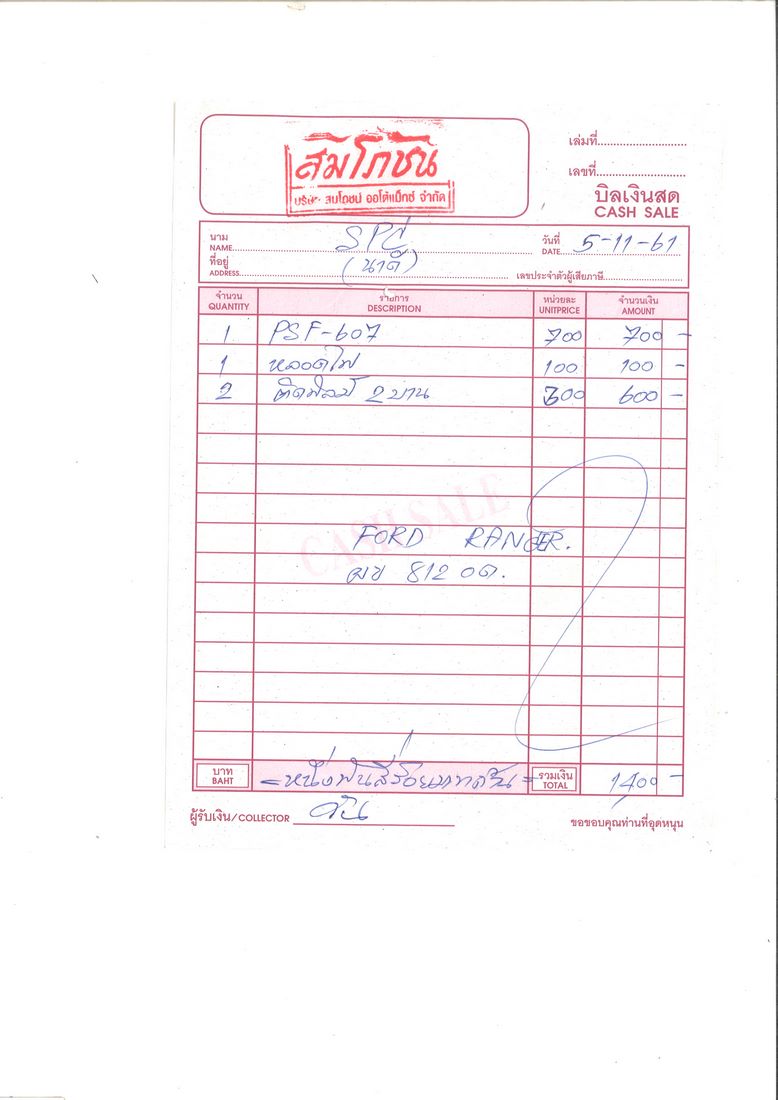 สมโภชน
บริษัท สมโภชน์ ออโต้แม็กซ์ จำกัด
เล่มที่
เลขที่
บิลเงินสด
CASH SALE
นาม NAME SPC วันที่ DATE 5-11-61
ที่อยู่ ADDRESS (นาดี) เลขประจำตัวผู้เสียภาษี
จำนวน รายการ หน่วยละ จำนวนเงิน
QUANTITY DESCRIPTION UNITPRICE AMOUNT
1 PSF-607 700 700 -
1 หลอดไฟ 100 100 -
2 ติดฟิลม์ 2 บาน 300 600 -
CASH SALE
FORD RANGER.
ผข 812 อด.
บาท BAHT = หนึ่งพันสี่ร้อยบาทถ้วน = รวมเงิน TOTAL 1,400 -
ผู้รับเงิน/COLLECTOR ขอขอบคุณท่านที่อุดหนุน